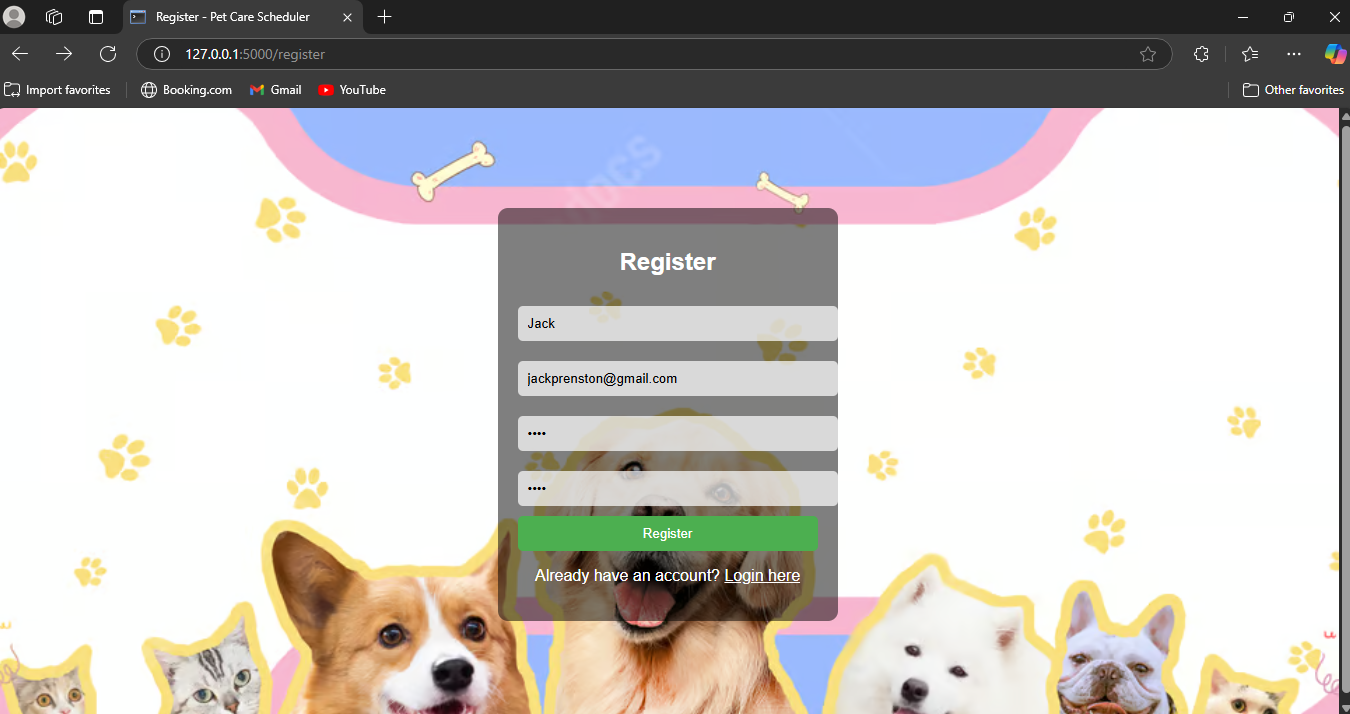 Register - Pet Care Scheduler
127.0.0.1:5000/register
Import favorites
Booking.com
Gmail
YouTube
Other favorites
docs
Register
Jack
jackprenston@gmail.com
••••
••••
Register
Already have an account? Login here